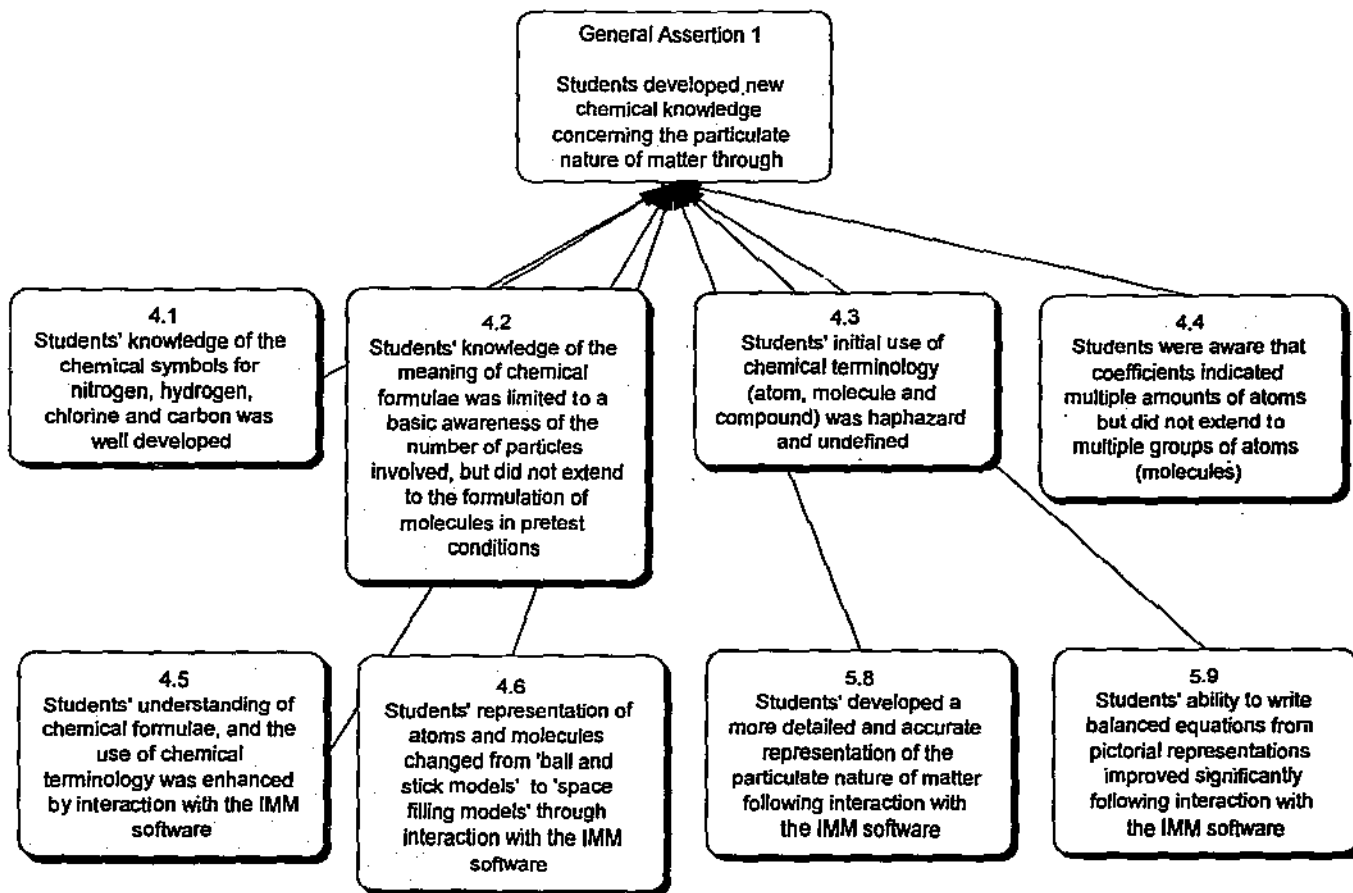 General Assertion 1
Students developed new
chemical knowledge
concerning the particulate
nature of matter through
4.1
Students' knowledge of the
chemical symbols for
nitrogen, hydrogen,
chlorine and carbon was
well developed
4.2
Students' knowledge of the
meaning of chemical
formulae was limited to a
basic awareness of the
number of particles
involved, but did not extend
to the formulation of
molecules in pretest
conditions
4.3
Students' initial use of
chemical terminology
(atom, molecule and
compound) was haphazard
and undefined
4.4
Students were aware that
coefficients indicated
multiple amounts of atoms
but did not extend to
multiple groups of atoms
(molecules)
4.5
Students' understanding of
chemical formulae, and the
use of chemical
terminology was enhanced
by interaction with the IMM
software
4.6
Students' representation of
atoms and molecules
changed from 'ball and
stick models' to 'space
filling models' through
interaction with the IMM
software
5.8
Students' developed a
more detailed and accurate
representation of the
particulate nature of matter
following interaction with
the IMM software
5.9
Students' ability to write
balanced equations from
pictorial representations
improved significantly
following interaction with
the IMM software